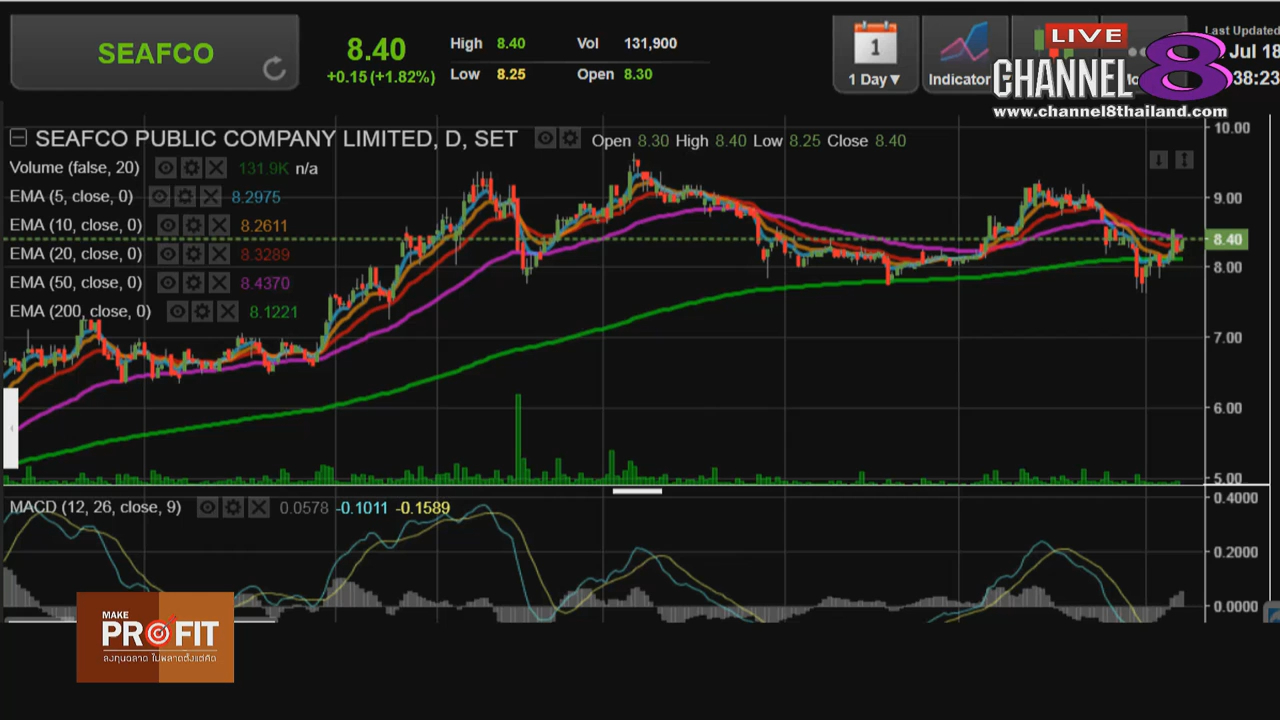 SEAFCO
8.40
+0.15 (+1.82%)
High 8.40
Low 8.25
Vol 131,900
Open 8.30
1
1 Day ▾
Indicator
LIVE
CHANNEL 8
www.channel8thailand.com
Last Updated
Jul 18
38:23
SEAFCO PUBLIC COMPANY LIMITED, D, SET
Open 8.30 High 8.40 Low 8.25 Close 8.40
Volume (false, 20) 131.9K n/a
EMA (5, close, 0) 8.2975
EMA (10, close, 0) 8.2611
EMA (20, close, 0) 8.3289
EMA (50, close, 0) 8.4370
EMA (200, close, 0) 8.1221
10.00
9.00
8.40
8.00
7.00
6.00
5.00
MACD (12, 26, close, 9) 0.0578 -0.1011 -0.1589
0.4000
0.2000
0.0000
MAKE
PROFIT
ลงทุนฉลาด ไม่พลาดตั้งแต่คิด